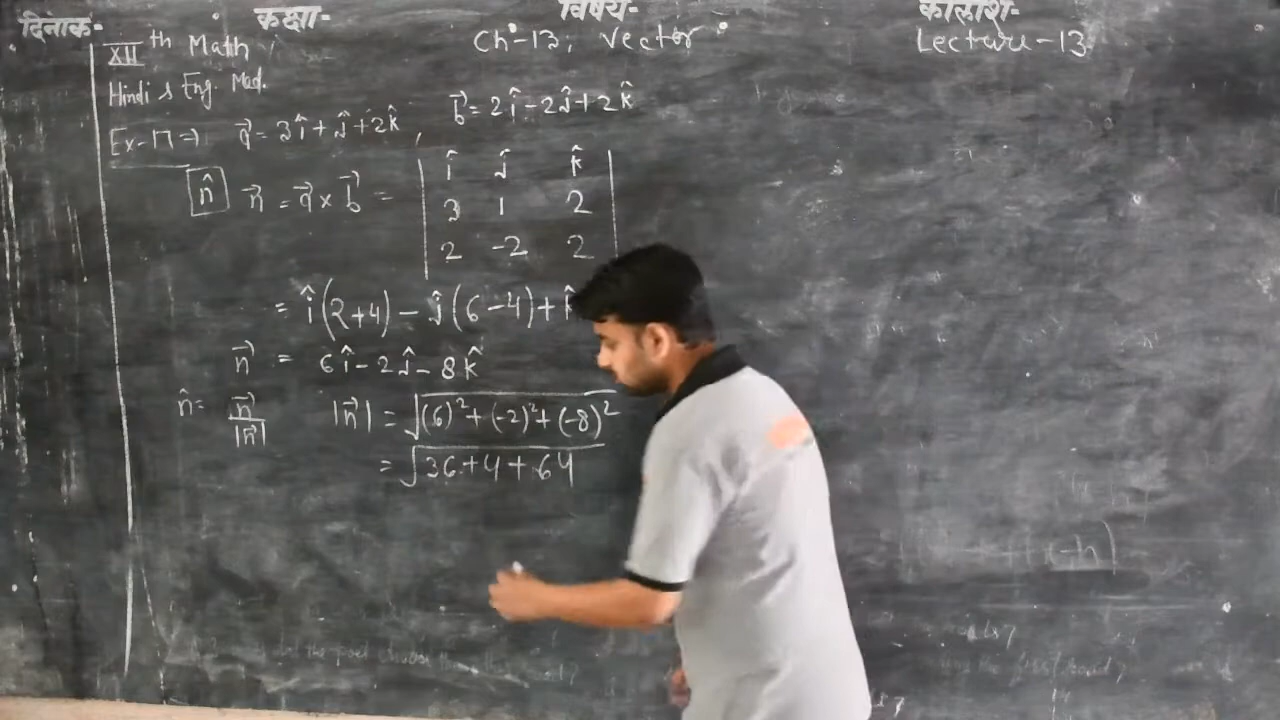 दिनाक- कक्षा- विषय- कालांश-
XII th Math Ch-13, Vector Lecture-13
Hindi & Eng. Med.
Ex-17⇒ a⃗ = 3î + ĵ + 2k̂, b⃗ = 2î - 2ĵ + 2k̂
n̂ n⃗ = a⃗ × b⃗ = | î ĵ k̂ |
| 3 1 2 |
| 2 -2 2 |
= î(2+4) - ĵ(6-4) + k̂
n⃗ = 6î - 2ĵ - 8k̂
n̂ = n⃗/|n⃗| |n⃗| = √(6)² + (-2)² + (-8)²
= √36 + 4 + 64